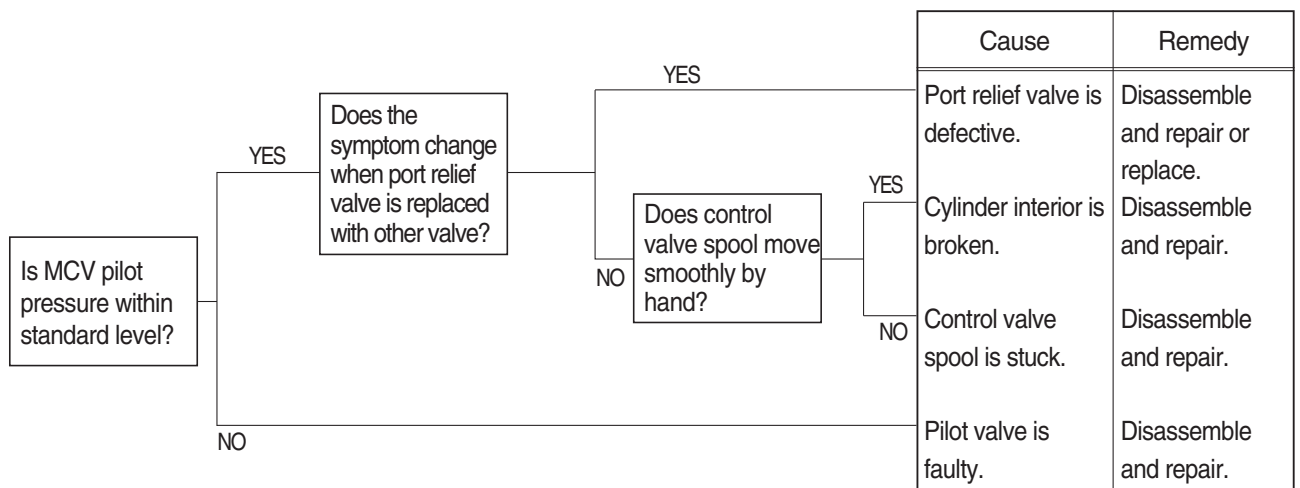 Cause
Remedy
YES
Port relief valve is
defective.
Disassemble
and repair or
replace.
Does the
symptom change
when port relief
valve is replaced
with other valve?
YES
YES
Cylinder interior is
broken.
Disassemble
and repair.
Does control
valve spool move
smoothly by
hand?
NO
Is MCV pilot
pressure within
standard level?
NO
Control valve
spool is stuck.
Disassemble
and repair.
NO
Pilot valve is
faulty.
Disassemble
and repair.